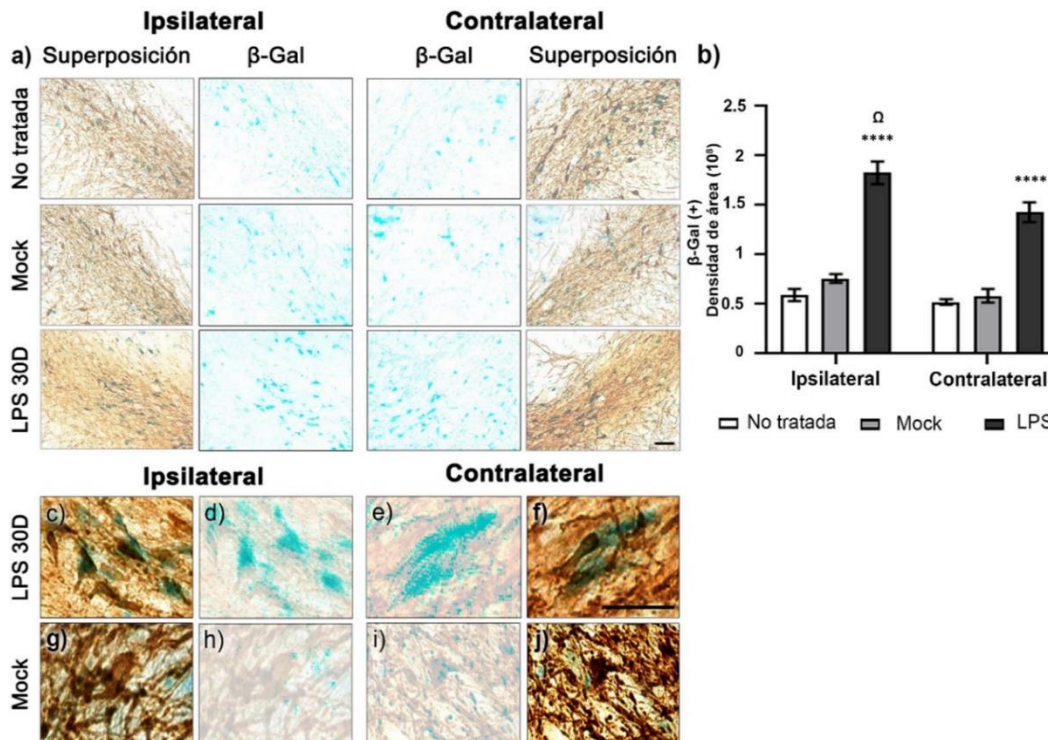 Ipsilateral Contralateral
a) Superposición β-Gal β-Gal Superposición b)
No tratada
Mock
LPS 30D
β-Gal (+)
Densidad de área (10⁸)
2.5
2
1.5
1
0.5
0
Ω
****
****
Ipsilateral Contralateral
No tratada Mock LPS
Ipsilateral Contralateral
LPS 30D
c) d) e) f)
Mock
g) h) i) j)